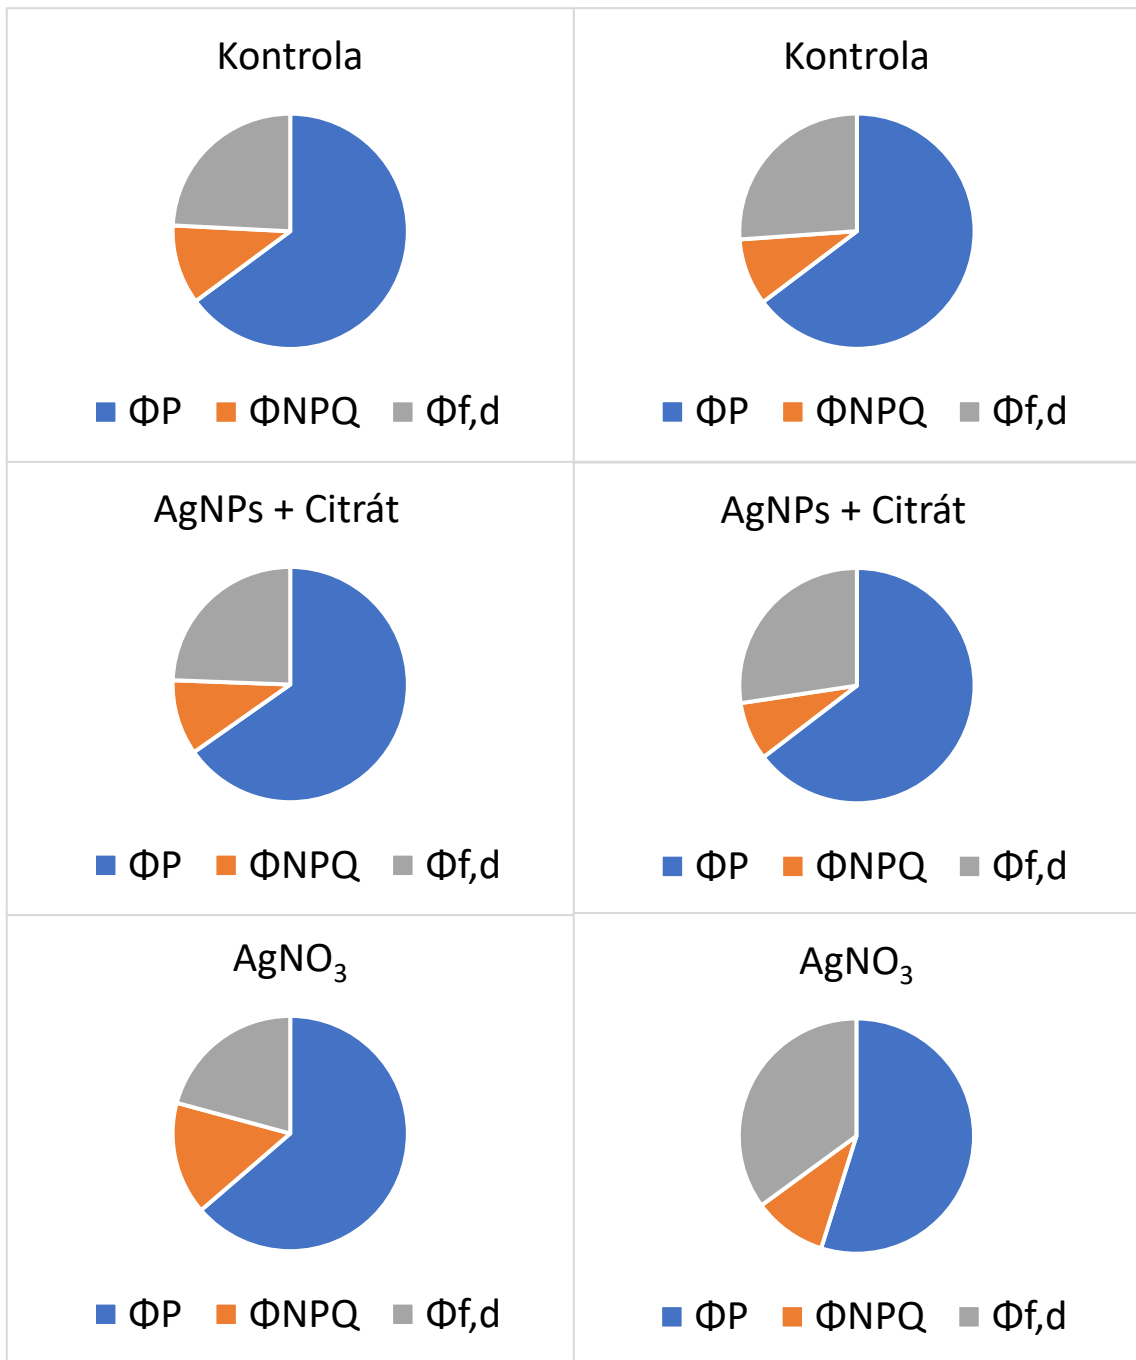 Kontrola
ΦP ΦNPQ Φf,d
Kontrola
ΦP ΦNPQ Φf,d
AgNPs + Citrát
ΦP ΦNPQ Φf,d
AgNPs + Citrát
ΦP ΦNPQ Φf,d
AgNO₃
ΦP ΦNPQ Φf,d
AgNO₃
ΦP ΦNPQ Φf,d